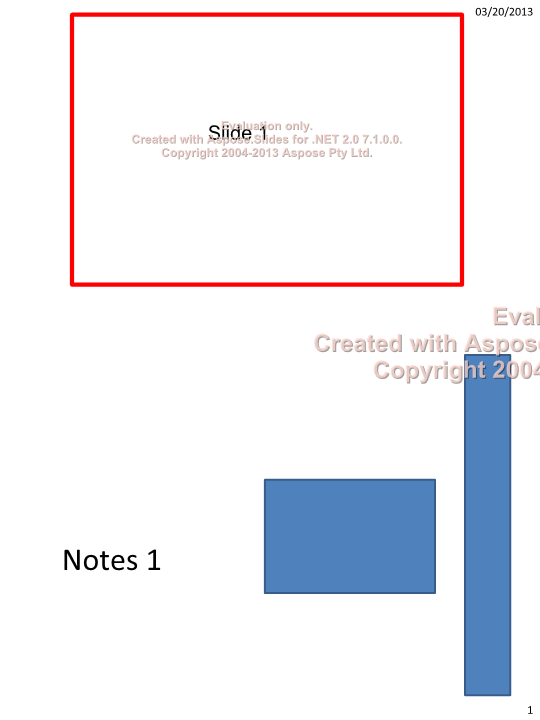 03/20/2013
Slide 1
Evaluation only.
Created with Aspose.Slides for .NET 2.0 7.1.0.0.
Copyright 2004-2013 Aspose Pty Ltd.
Eval
Created with Aspose
Copyright 2004
Notes 1
1